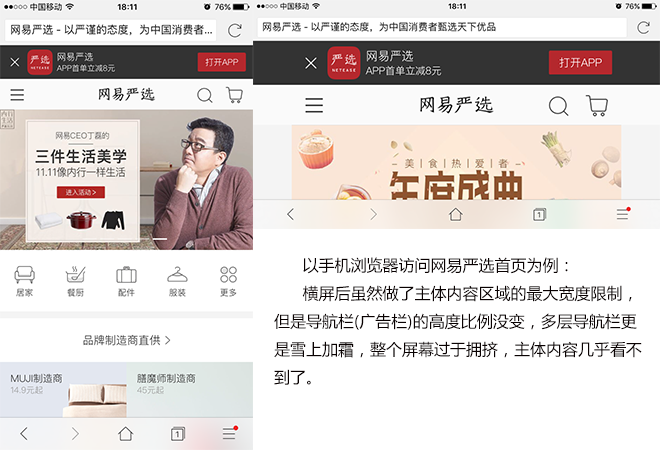 中国移动 18:11 76%
网易严选 - 以严谨的态度，为中国消费者...
严选
NETEASE
网易严选
APP首单立减8元
打开APP
网易严选
网易CEO丁磊的
三件生活美学
11.11像内行一样生活
进入活动 >
居家 餐厨 配件 服装 更多
品牌制造商直供 >
MUJI制造商
14.9元起
膳魔师制造商
45元起
1
中国移动 18:11 76%
网易严选 - 以严谨的态度，为中国消费者甄选天下优品
严选
NETEASE
网易严选
APP首单立减8元
打开APP
网易严选
美食热爱者
年度盛典
1
以手机浏览器访问网易严选首页为例：
横屏后虽然做了主体内容区域的最大宽度限制，
但是导航栏(广告栏)的高度比例没变，多层导航栏更
是雪上加霜，整个屏幕过于拥挤，主体内容几乎看不
到了。